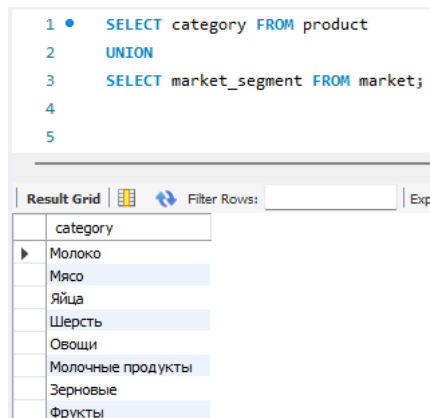 1 SELECT category FROM product
2 UNION
3 SELECT market_segment FROM market;
4
5
Result Grid Filter Rows: Exp
category
Молоко
Мясо
Яйца
Шерсть
Овощи
Молочные продукты
Зерновые
Фрукты